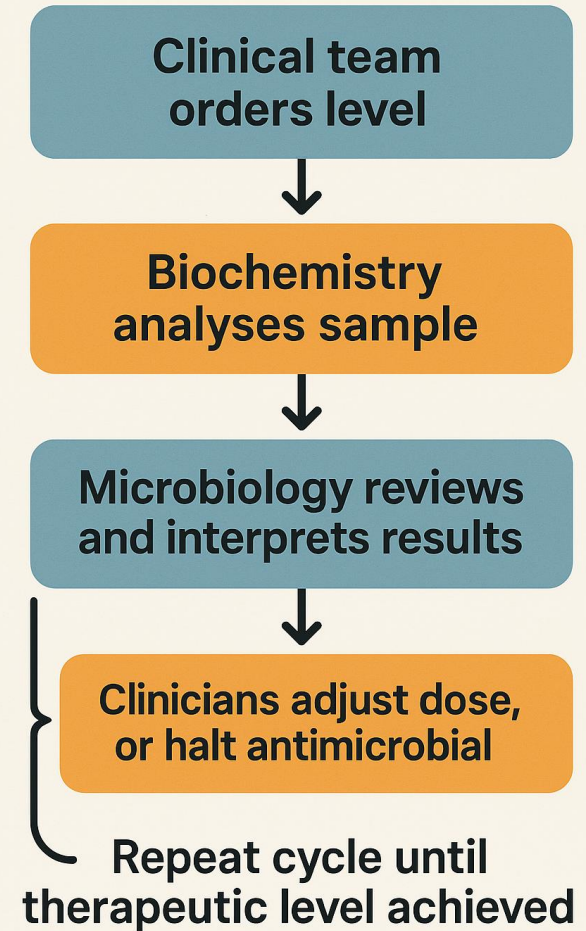 Clinical team
orders level
Biochemistry
analyses sample
Microbiology reviews
and interprets results
Clinicians adjust dose,
or halt antimicrobial
Repeat cycle until
therapeutic level achieved